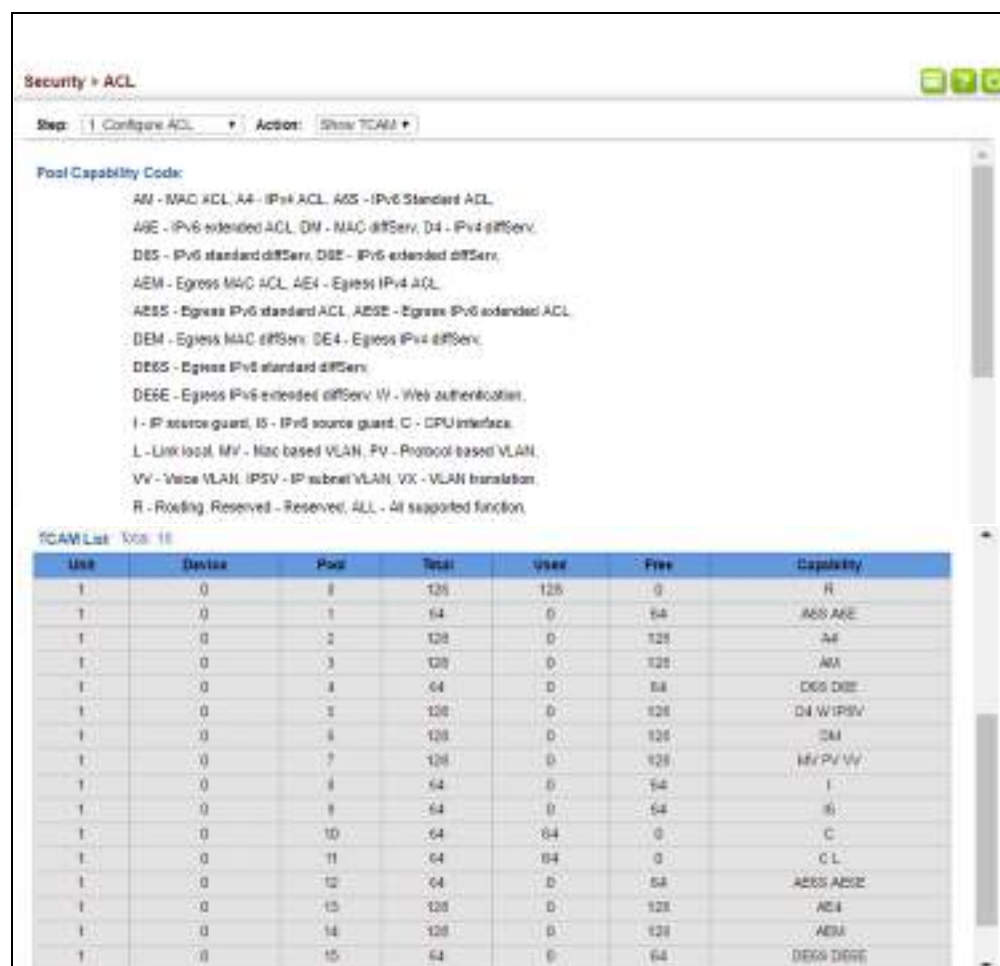 Security > ACL
Step: 1. Configure ACL Action: Show TCAM
Pool Capability Code:
AM - MAC ACL, A4 - IPv4 ACL, A6S - IPv6 Standard ACL,
A6E - IPv6 extended ACL, DM - MAC diffServ, D4 - IPv4 diffServ,
D6S - IPv6 standard diffServ, D6E - IPv6 extended diffServ,
AEM - Egress MAC ACL, AE4 - Egress IPv4 ACL,
AE6S - Egress IPv6 standard ACL, AE6E - Egress IPv6 extended ACL,
DEM - Egress MAC diffServ, DE4 - Egress IPv4 diffServ,
DE6S - Egress IPv6 standard diffServ,
DE6E - Egress IPv6 extended diffServ, W - Web authentication,
I - IP source guard, I6 - IPv6 source guard, C - CPU interface,
L - Link local, MV - Mac based VLAN, PV - Protocol based VLAN,
VV - Voice VLAN, IPSV - IP subnet VLAN, VX - VLAN translation,
R - Routing, Reserved - Reserved, ALL - All supported function,
TCAM List Total:
Unit Device Pool Total Used Free Capability
1 0 0 128 128 0 R
1 0 1 64 0 64 A6S A6E
1 0 2 128 0 128 A4
1 0 3 128 0 128 AM
1 0 4 64 0 64 D6S D6E
1 0 5 128 0 128 D4 W IPSV
1 0 6 128 0 128 DM
1 0 7 128 0 128 MV PV VV
1 0 8 64 0 64 I
1 0 9 64 0 64 I6
1 0 10 64 64 0 C
1 0 11 64 64 0 C L
1 0 12 64 0 64 AE6S AE6E
1 0 13 128 0 128 AE4
1 0 14 128 0 128 AEM
1 0 15 64 0 64 DE6S DE6E